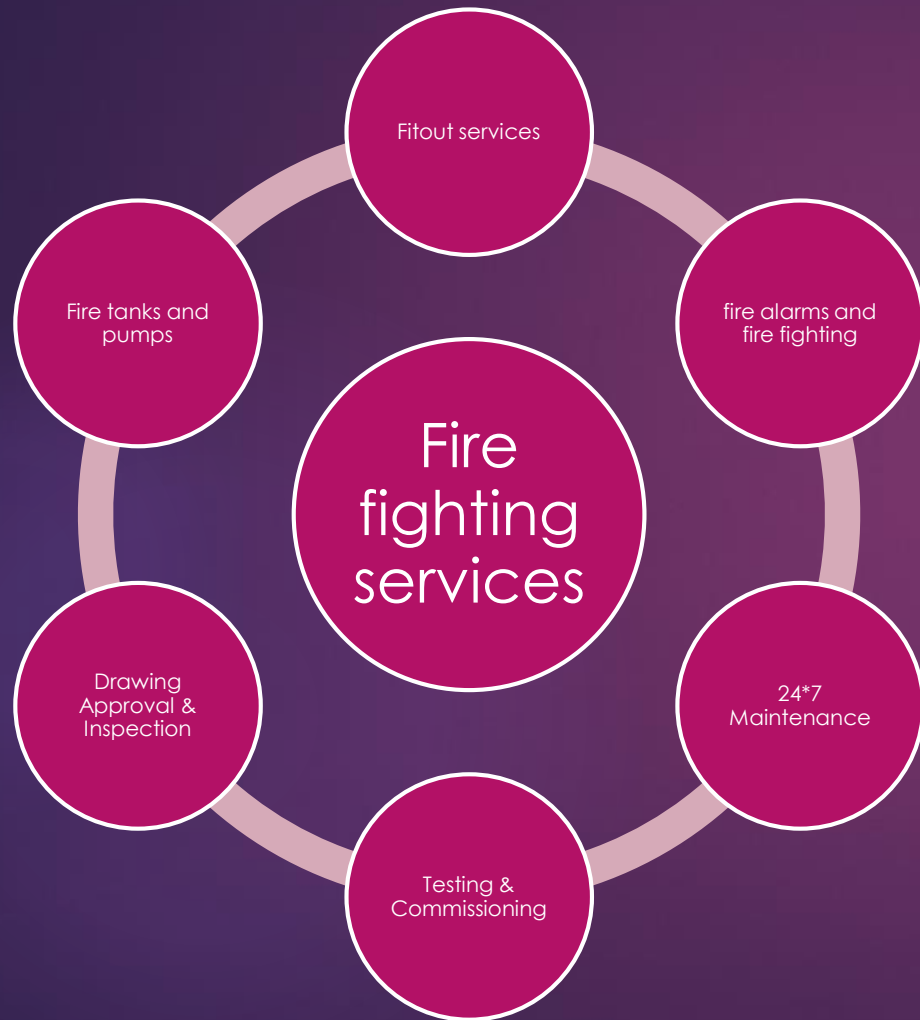 Fitout services
fire alarms and
fire fighting
24*7
Maintenance
Testing &
Commissioning
Drawing
Approval &
Inspection
Fire tanks and
pumps
Fire
fighting
services